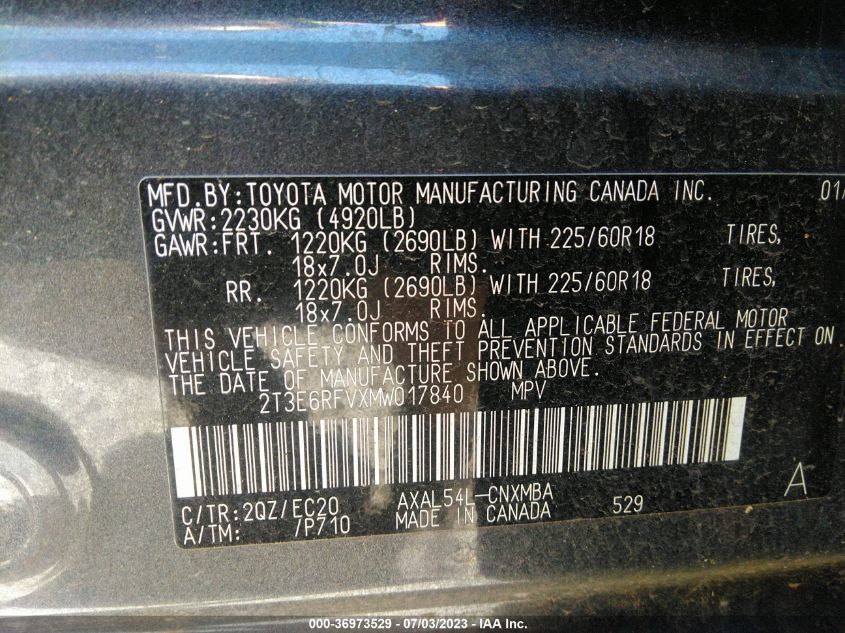 MFD.BY:TOYOTA MOTOR MANUFACTURING CANADA INC. 01/
GVWR:2230KG (4920LB)
GAWR:FRT. 1220KG (2690LB) WITH 225/60R18 TIRES,
18x7.0J RIMS.
RR. 1220KG (2690LB) WITH 225/60R18 TIRES,
18x7.0J RIMS.
THIS VEHICLE CONFORMS TO ALL APPLICABLE FEDERAL MOTOR
VEHICLE SAFETY AND THEFT PREVENTION STANDARDS IN EFFECT ON
THE DATE OF MANUFACTURE SHOWN ABOVE.
2T3E6RFVXMW017840 MPV
C/TR:2QZ/EC20 AXAL54L-CNXMBA 529 A
A/TM: /P710 MADE IN CANADA
000-36973529 - 07/03/2023 - IAA Inc.